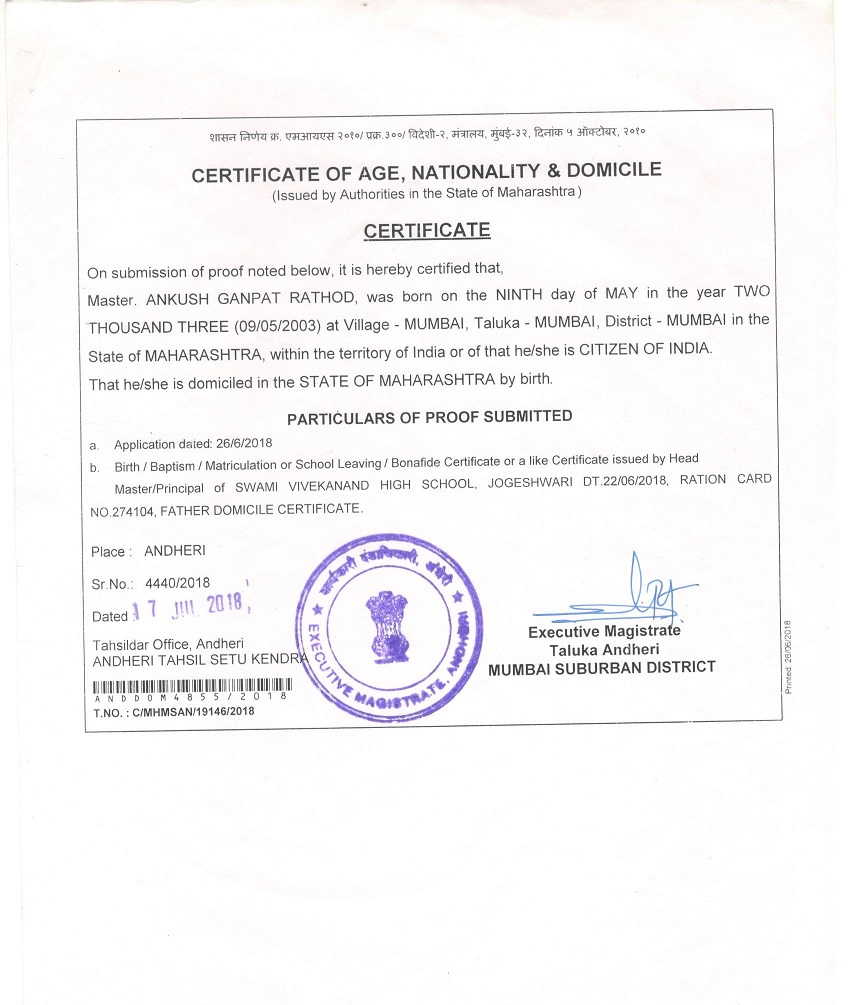 शासन निर्णय क्र. एमआयएस २०१०/ प्रक्र.३००/ विदेशी-२, मंत्रालय, मुंबई-३२, दिनांक ५ ऑक्टोबर, २०१०
CERTIFICATE OF AGE, NATIONALITY & DOMICILE
(Issued by Authorities in the State of Maharashtra)
CERTIFICATE
On submission of proof noted below, it is hereby certified that,
Master. ANKUSH GANPAT RATHOD, was born on the NINTH day of MAY in the year TWO
THOUSAND THREE (09/05/2003) at Village - MUMBAI, Taluka - MUMBAI, District - MUMBAI in the
State of MAHARASHTRA, within the territory of India or of that he/she is CITIZEN OF INDIA.
That he/she is domiciled in the STATE OF MAHARASHTRA by birth.
PARTICULARS OF PROOF SUBMITTED
a. Application dated: 26/6/2018
b. Birth / Baptism / Matriculation or School Leaving / Bonafide Certificate or a like Certificate issued by Head
Master/Principal of SWAMI VIVEKANAND HIGH SCHOOL, JOGESHWARI DT.22/06/2018, RATION CARD
NO.274104, FATHER DOMICILE CERTIFICATE.
Place : ANDHERI
Sr.No.: 4440/2018
Dated 17 JUL 2018
Tahsildar Office, Andheri
ANDHERI TAHSIL SETU KENDRA
ANDDOM4855/2018
T.NO. : C/MHMSAN/19146/2018
कार्यकारी दंडाधिकारी, अंधेरी
EXECUTIVE MAGISTRATE, ANDHERI
Executive Magistrate
Taluka Andheri
MUMBAI SUBURBAN DISTRICT
Printed: 26/06/2018